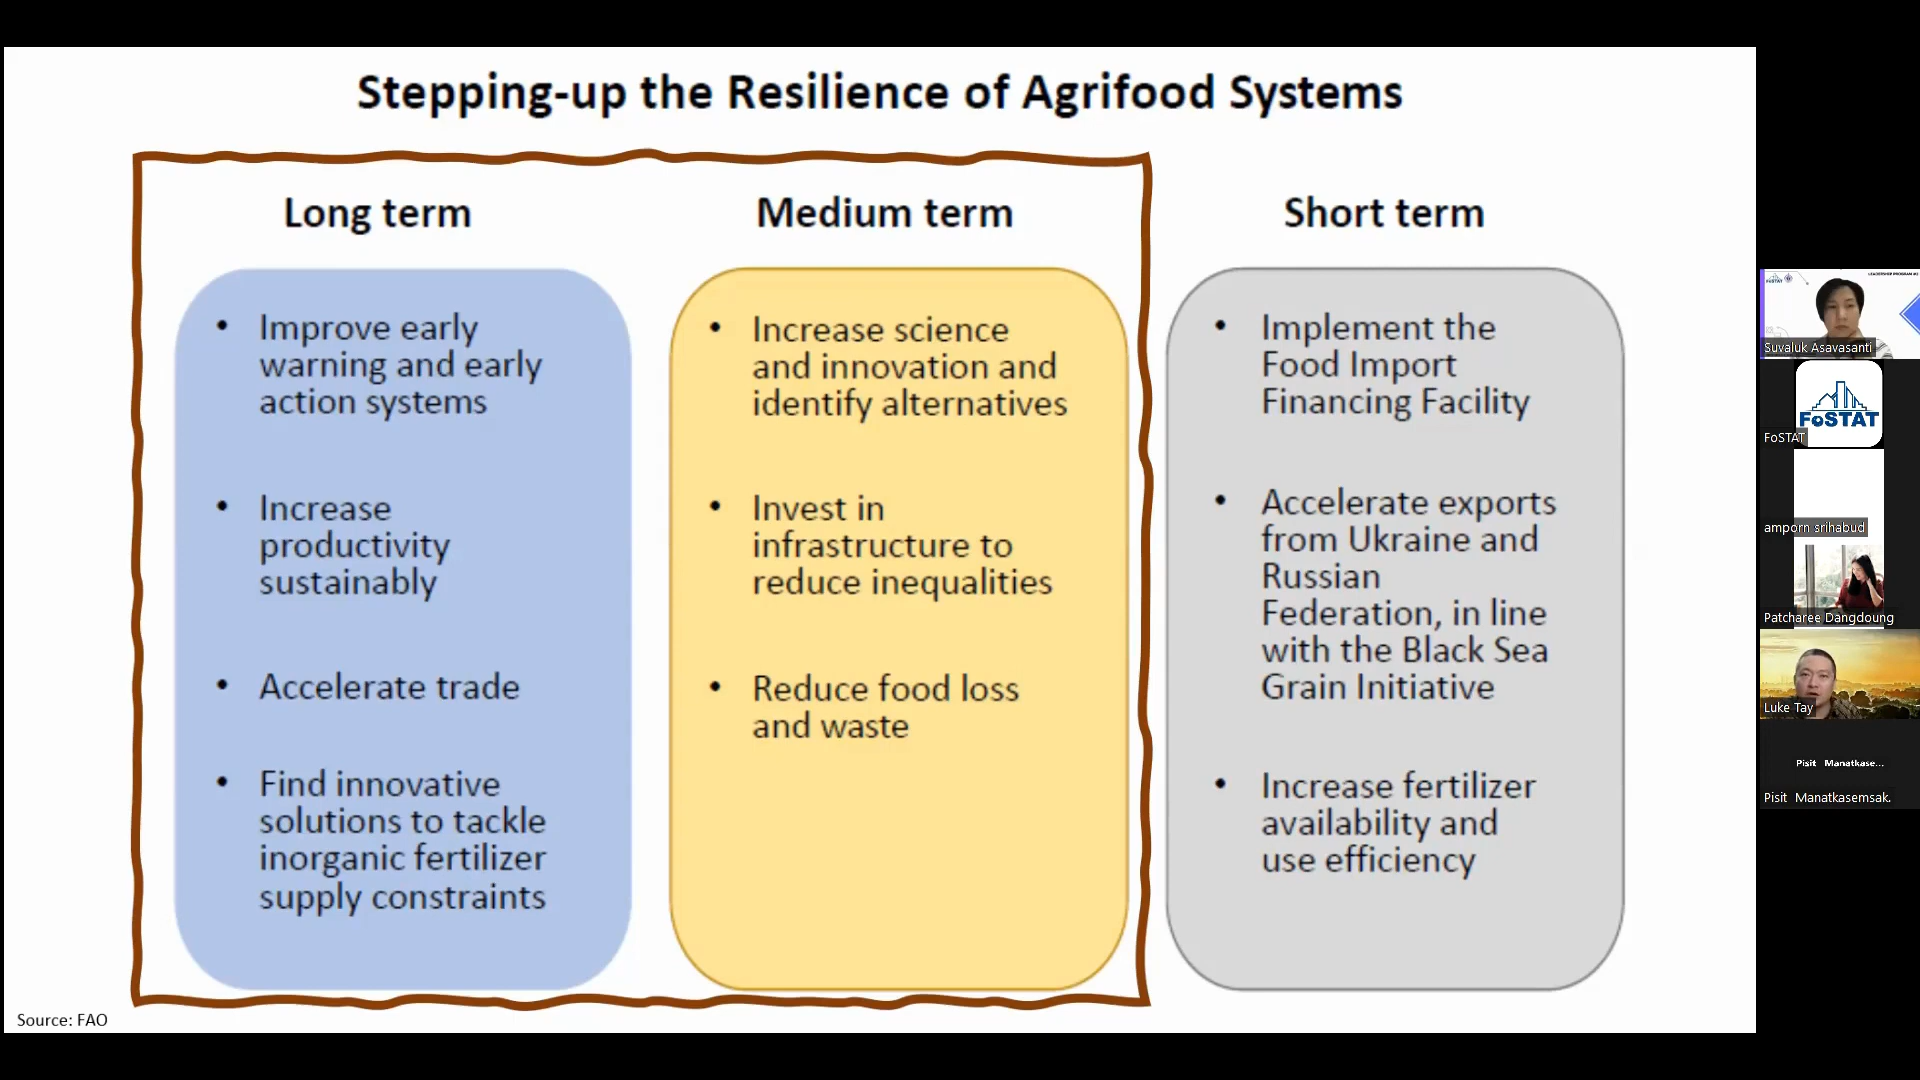 Stepping-up the Resilience of Agrifood Systems
Long term
• Improve early
warning and early
action systems
• Increase
productivity
sustainably
• Accelerate trade
• Find innovative
solutions to tackle
inorganic fertilizer
supply constraints
Medium term
• Increase science
and innovation and
identify alternatives
• Invest in
infrastructure to
reduce inequalities
• Reduce food loss
and waste
Short term
• Implement the
Food Import
Financing Facility
• Accelerate exports
from Ukraine and
Russian
Federation, in line
with the Black Sea
Grain Initiative
• Increase fertilizer
availability and
use efficiency
Source: FAO
FoSTAT
LEADERSHIP PROGRAM
Suvaluk Asavasanti
FoSTAT
FoSTAT
amporn srihabud
Patcharee Dangdoung
Luke Tay
Pisit Manatkase...
Pisit Manatkasemsak.